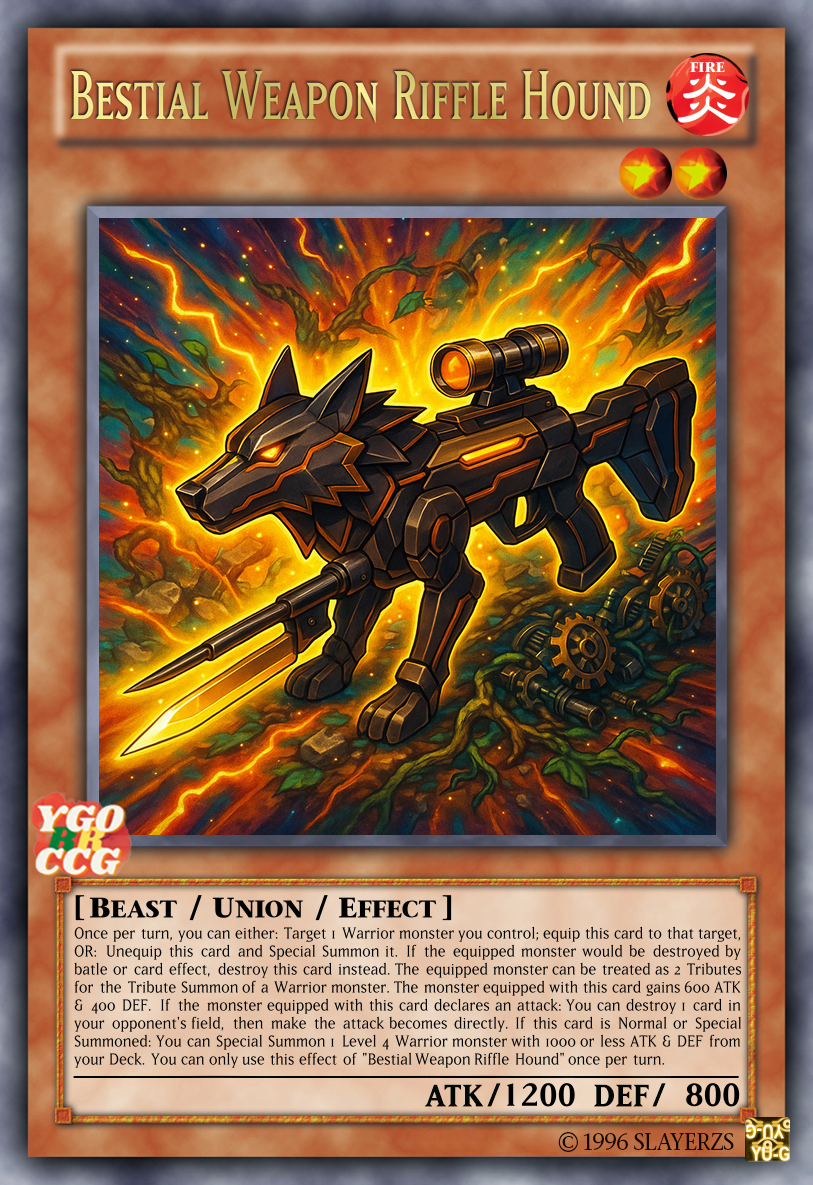 Bestial Weapon Riffle Hound
FIRE
炎
YGO
BR
CCG
[ Beast / Union / Effect ]
Once per turn, you can either: Target 1 Warrior monster you control; equip this card to that target,
OR: Unequip this card and Special Summon it. If the equipped monster would be destroyed by
batle or card effect, destroy this card instead. The equipped monster can be treated as 2 Tributes
for the Tribute Summon of a Warrior monster. The monster equipped with this card gains 600 ATK
& 400 DEF. If the monster equipped with this card declares an attack: You can destroy 1 card in
your opponent's field, then make the attack becomes directly. If this card is Normal or Special
Summoned: You can Special Summon 1 Level 4 Warrior monster with 1000 or less ATK & DEF from
your Deck. You can only use this effect of "Bestial Weapon Riffle Hound" once per turn.
ATK/1200 DEF/ 800
© 1996 SLAYERZS
YU-G